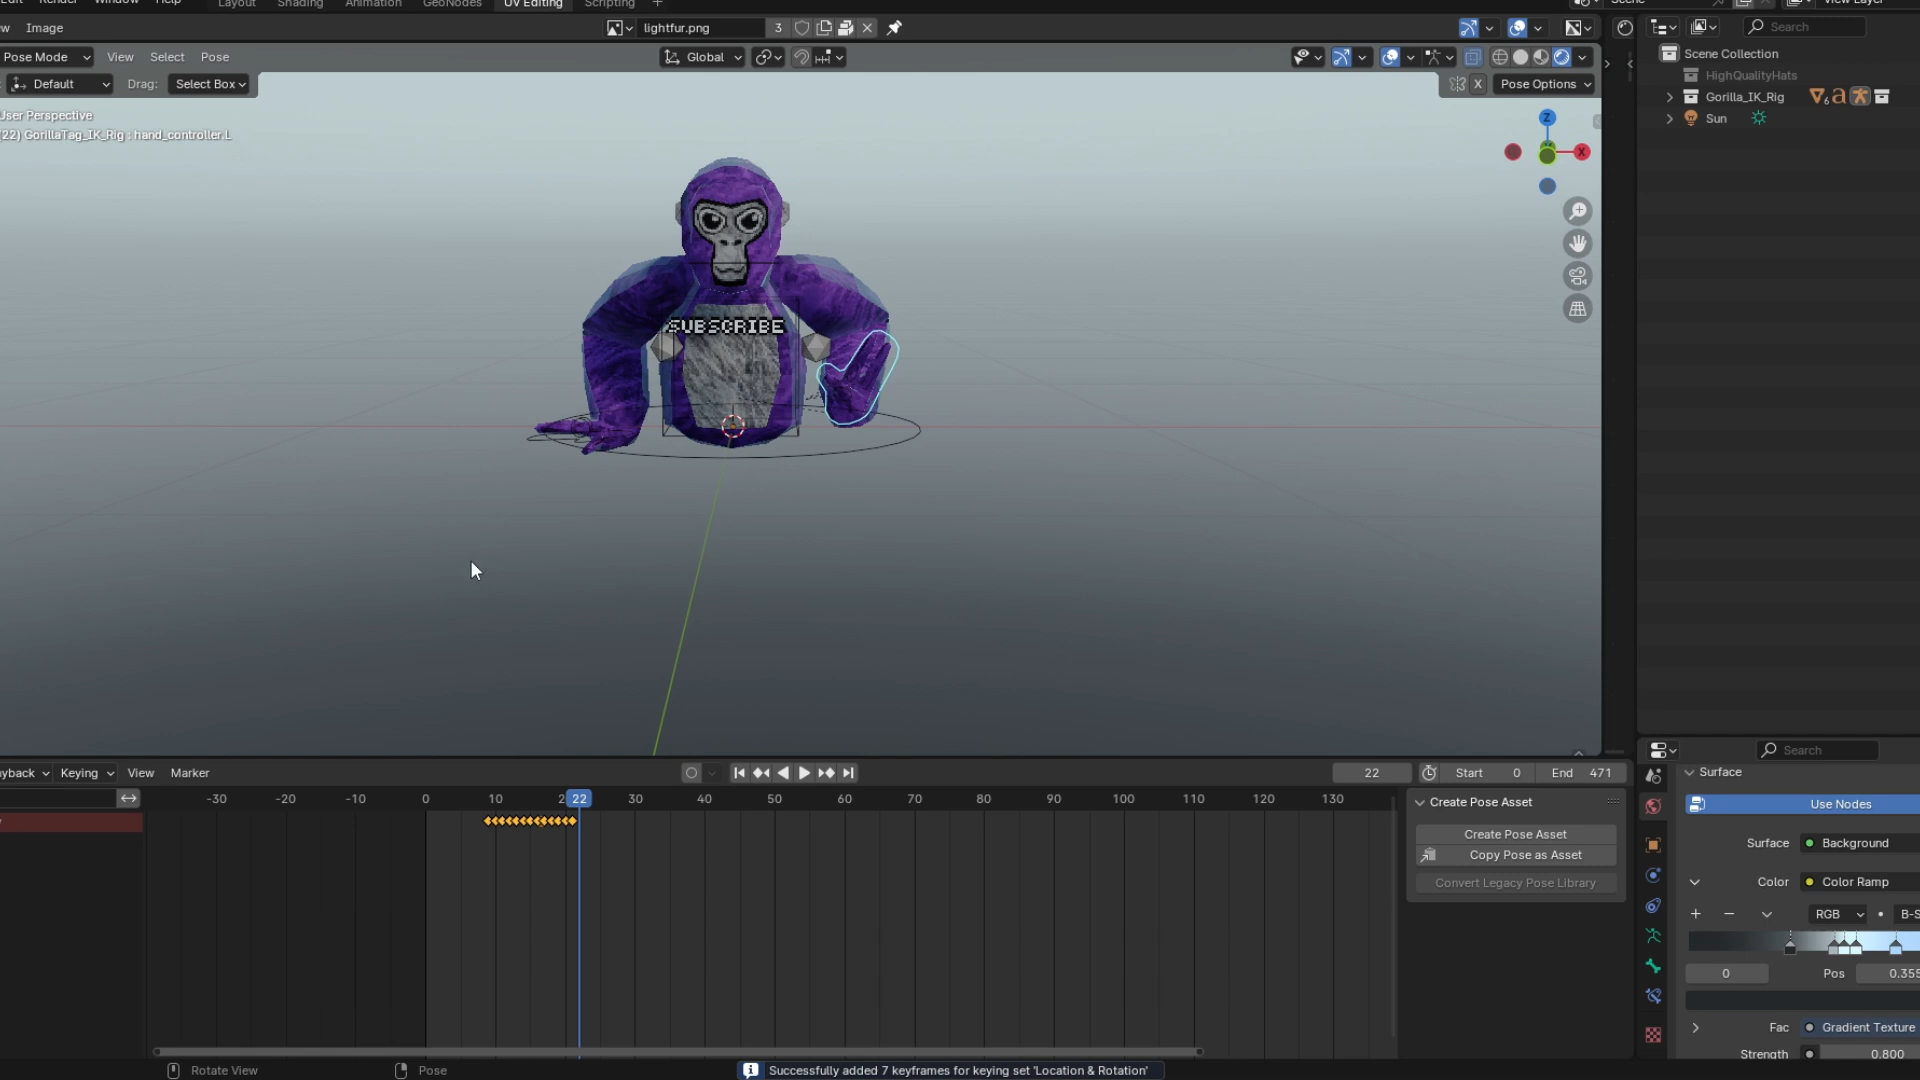 Edit Render Window Help Layout Shading Animation GeoNodes UV Editing Scripting Scene View Layer
Image lightfur.png 3 Search
Pose Mode View Select Pose Global
Default Drag: Select Box X Pose Options
User Perspective
(22) GorillaTag_IK_Rig : hand_controller.L
SUBSCRIBE
Z
X
Scene Collection
HighQualityHats
Gorilla_IK_Rig 6
Sun
yback Keying View Marker 22 Start 0 End 471
-30 -20 -10 0 10 2 22 30 40 50 60 70 80 90 100 110 120 130
Create Pose Asset
Create Pose Asset
Copy Pose as Asset
Convert Legacy Pose Library
Search
Surface
Use Nodes
Surface Background
Color Color Ramp
RGB B-S
0 Pos 0.355
Fac Gradient Texture
Strength 0.800
Rotate View Pose Successfully added 7 keyframes for keying set 'Location & Rotation'